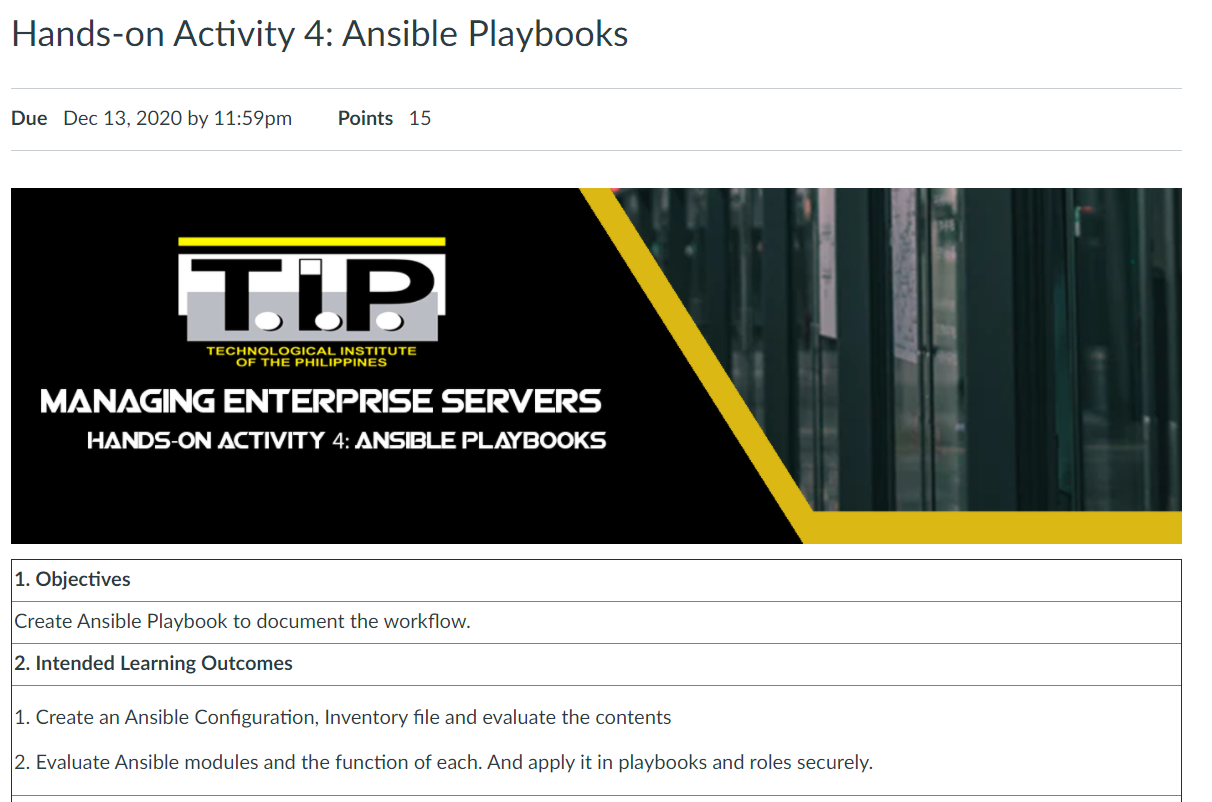 Hands-on Activity 4: Ansible Playbooks
Due Dec 13, 2020 by 11:59pm Points 15
T.I.P.
TECHNOLOGICAL INSTITUTE
OF THE PHILIPPINES
MANAGING ENTERPRISE SERVERS
HANDS-ON ACTIVITY 4: ANSIBLE PLAYBOOKS
1. Objectives
Create Ansible Playbook to document the workflow.
2. Intended Learning Outcomes
1. Create an Ansible Configuration, Inventory file and evaluate the contents
2. Evaluate Ansible modules and the function of each. And apply it in playbooks and roles securely.